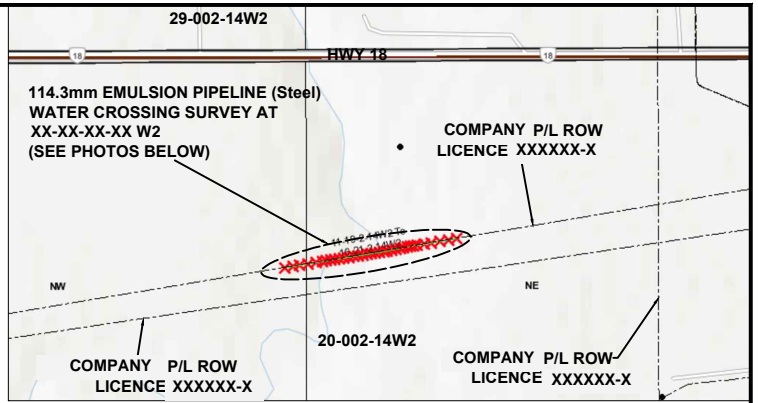 29-002-14W2
18
HWY 18
18
114.3mm EMULSION PIPELINE (Steel)
WATER CROSSING SURVEY AT
XX-XX-XX-XX W2
(SEE PHOTOS BELOW)
COMPANY P/L ROW
LICENCE XXXXXX-X
NW
NE
20-002-14W2
COMPANY P/L ROW
LICENCE XXXXXX-X
COMPANY P/L ROW
LICENCE XXXXXX-X